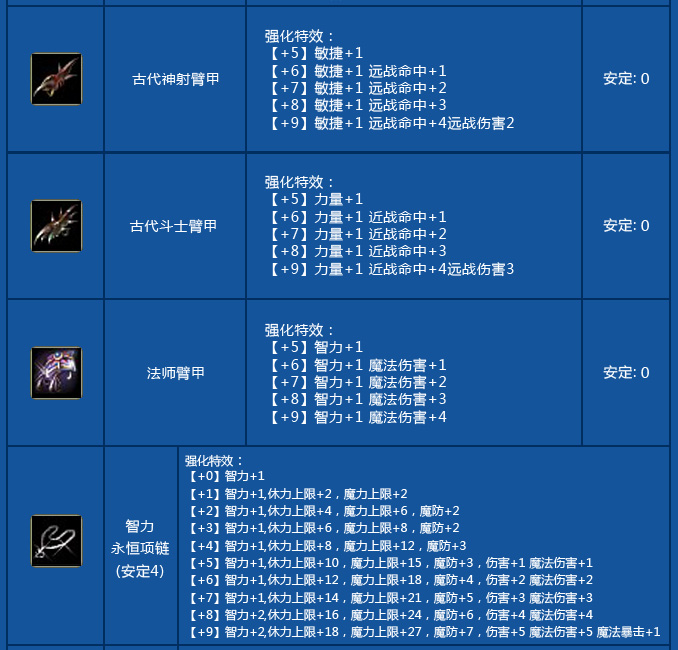 古代神射臂甲
强化特效：
【+5】敏捷+1
【+6】敏捷+1 远战命中+1
【+7】敏捷+1 远战命中+2
【+8】敏捷+1 远战命中+3
【+9】敏捷+1 远战命中+4远战伤害2
安定: 0
古代斗士臂甲
强化特效：
【+5】力量+1
【+6】力量+1 近战命中+1
【+7】力量+1 近战命中+2
【+8】力量+1 近战命中+3
【+9】力量+1 近战命中+4远战伤害3
安定: 0
法师臂甲
强化特效：
【+5】智力+1
【+6】智力+1 魔法伤害+1
【+7】智力+1 魔法伤害+2
【+8】智力+1 魔法伤害+3
【+9】智力+1 魔法伤害+4
安定: 0
智力
永恒项链
(安定4)
强化特效：
【+0】智力+1
【+1】智力+1,休力上限+2，魔力上限+2
【+2】智力+1,休力上限+4，魔力上限+6，魔防+2
【+3】智力+1,休力上限+6，魔力上限+8，魔防+2
【+4】智力+1,休力上限+8，魔力上限+12，魔防+3
【+5】智力+1,休力上限+10，魔力上限+15，魔防+3，伤害+1 魔法伤害+1
【+6】智力+1,休力上限+12，魔力上限+18，魔防+4，伤害+2 魔法伤害+2
【+7】智力+1,休力上限+14，魔力上限+21，魔防+5，伤害+3 魔法伤害+3
【+8】智力+2,休力上限+16，魔力上限+24，魔防+6，伤害+4 魔法伤害+4
【+9】智力+2,休力上限+18，魔力上限+27，魔防+7，伤害+5 魔法伤害+5 魔法暴击+1